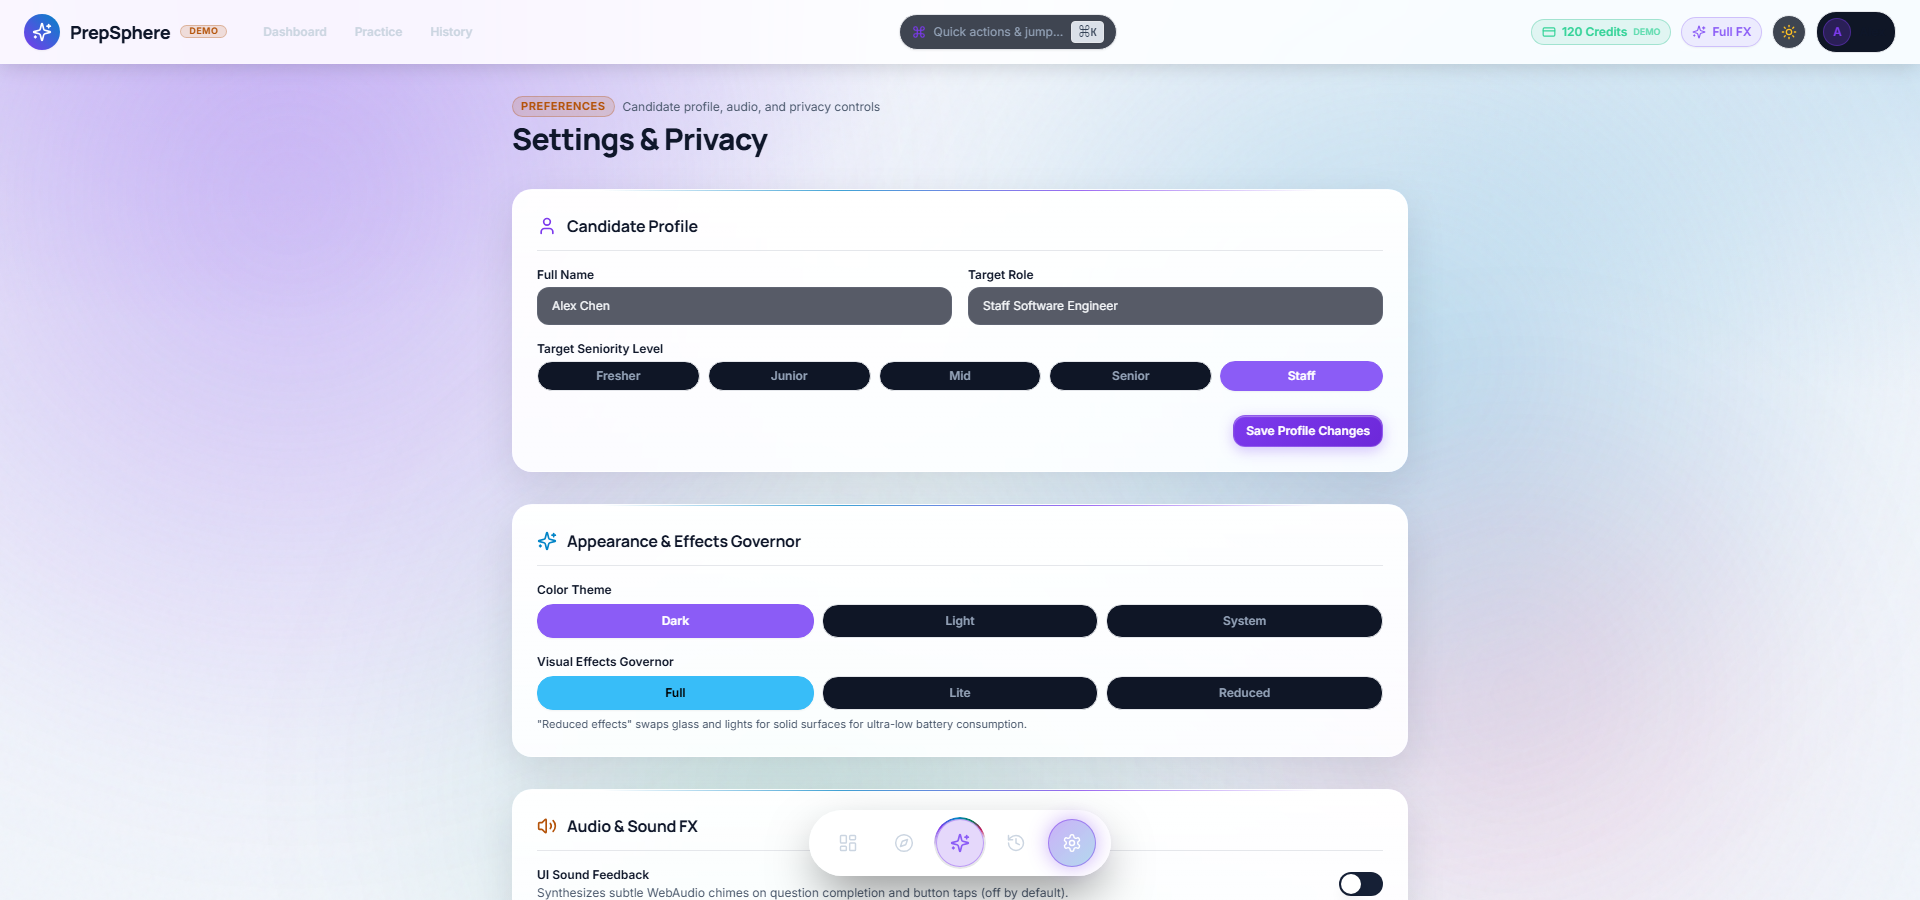 PrepSphere DEMO Dashboard Practice History Quick actions & jump... ⌘K 120 Credits DEMO Full FX A
PREFERENCES Candidate profile, audio, and privacy controls
Settings & Privacy
Candidate Profile
Full Name Target Role
Alex Chen Staff Software Engineer
Target Seniority Level
Fresher Junior Mid Senior Staff
Save Profile Changes
Appearance & Effects Governor
Color Theme
Dark Light System
Visual Effects Governor
Full Lite Reduced
"Reduced effects" swaps glass and lights for solid surfaces for ultra-low battery consumption.
Audio & Sound FX
UI Sound Feedback
Synthesizes subtle WebAudio chimes on question completion and button taps (off by default).